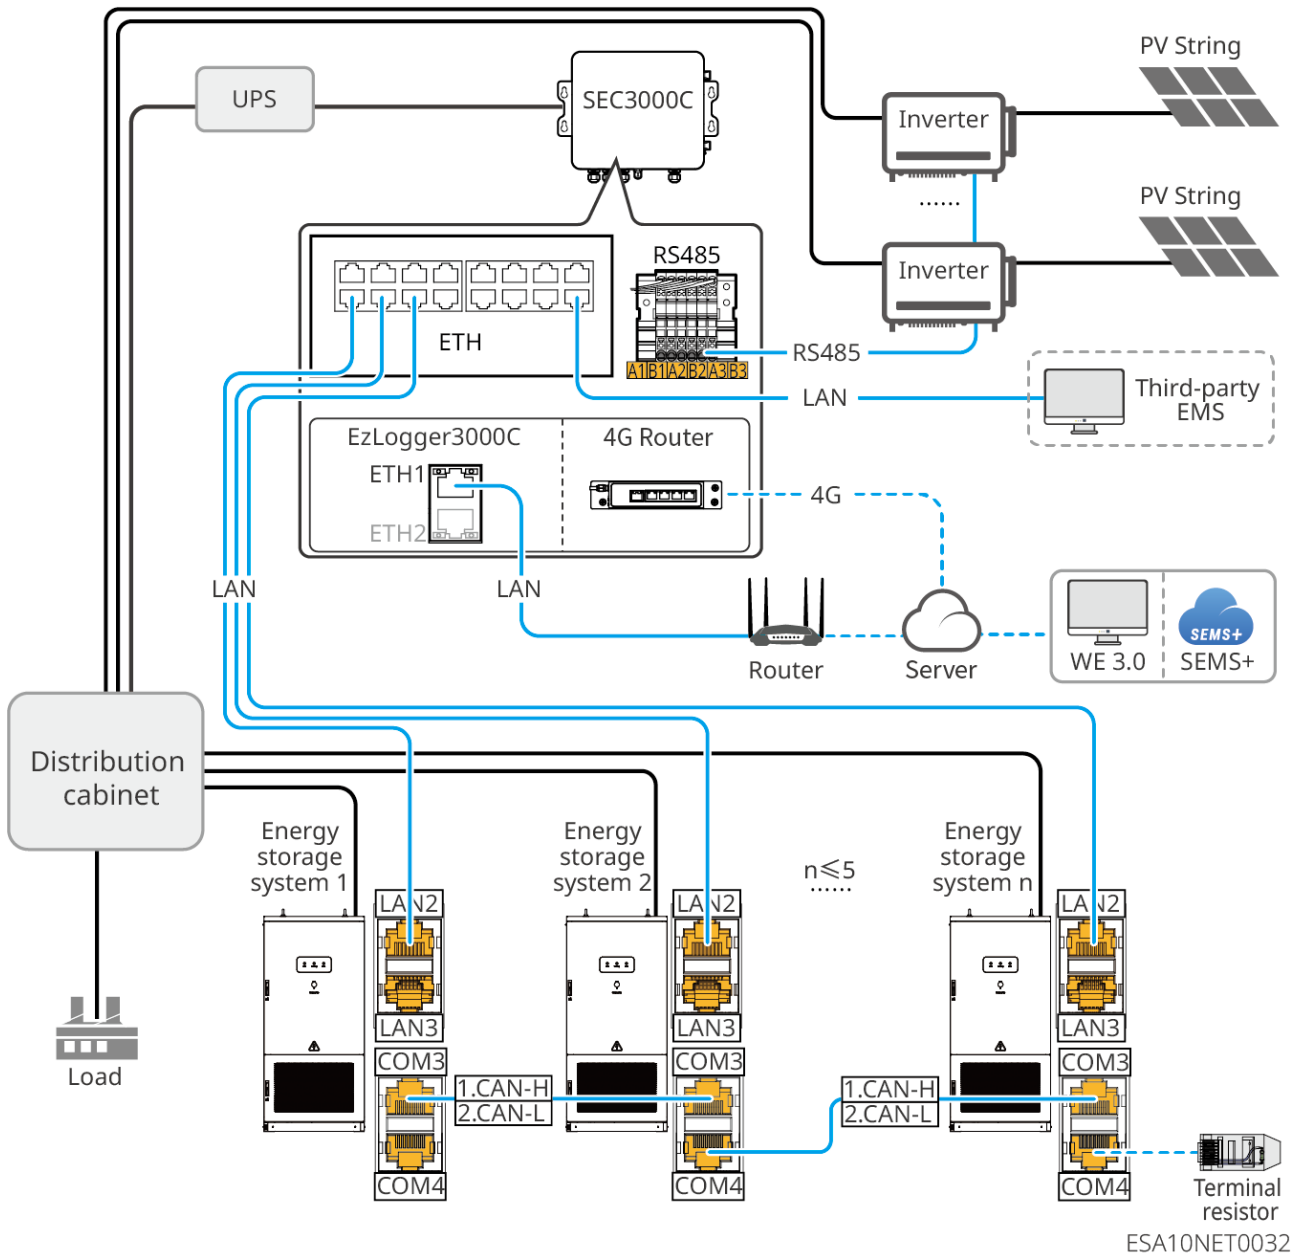 PV String
UPS
SEC3000C
Inverter
PV String
......
RS485
Inverter
ETH
RS485
A1 B1 A2 B2 A3 B3
LAN
Third-party
EMS
EzLogger3000C
4G Router
ETH1
4G
ETH2
LAN
LAN
SEMS+
Router
Server
WE 3.0
SEMS+
Distribution
cabinet
Energy
storage
system 1
Energy
storage
system 2
n⩽5
......
Energy
storage
system n
LAN2
LAN2
LAN2
LAN3
LAN3
LAN3
COM3
COM3
COM3
Load
1.CAN-H
2.CAN-L
1.CAN-H
2.CAN-L
COM4
COM4
COM4
Terminal
resistor
ESA10NET0032